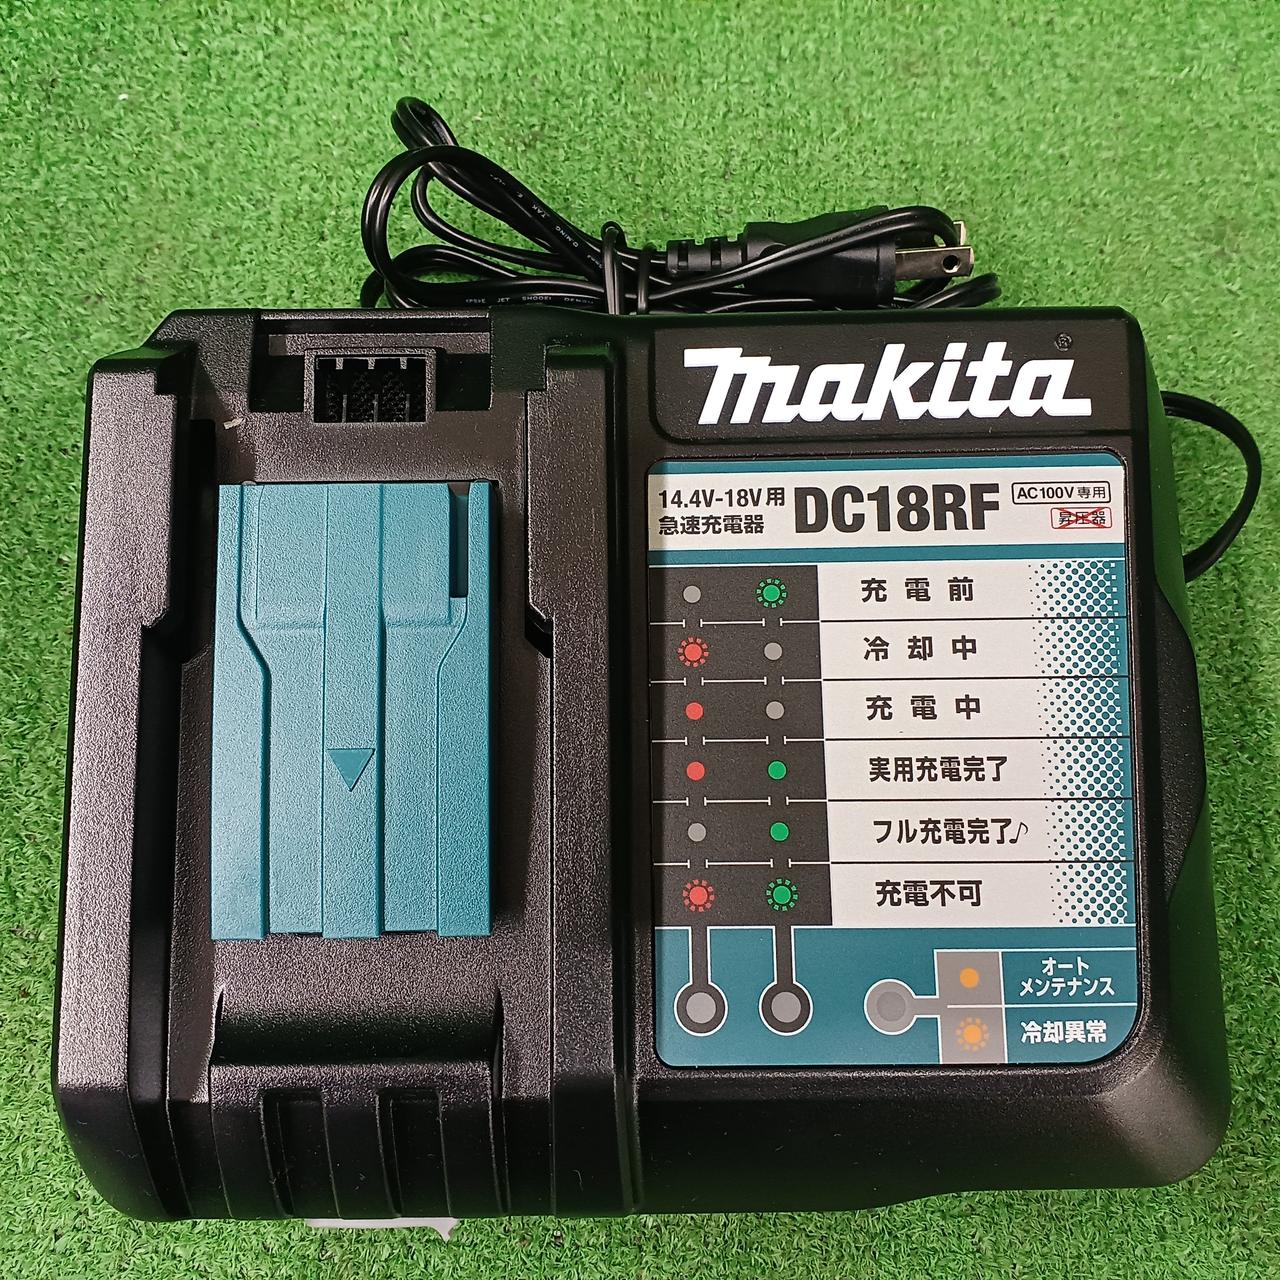 makita®
14.4V-18V用
急速充電器
DC18RF
AC100V専用
昇圧器
充電前
冷却中
充電中
実用充電完了
フル充電完了♪
充電不可
オート
メンテナンス
冷却異常